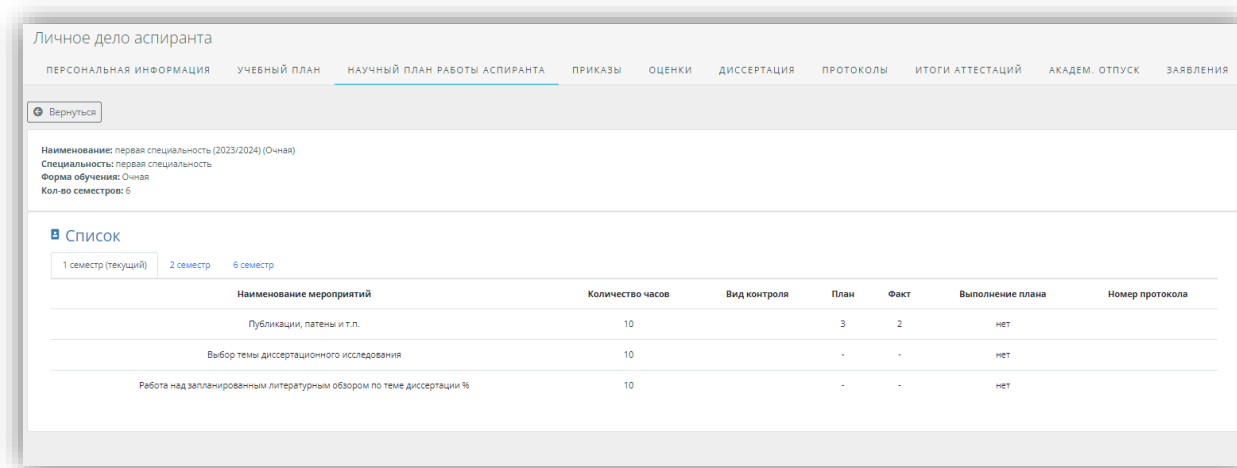 Личное дело аспиранта
ПЕРСОНАЛЬНАЯ ИНФОРМАЦИЯ УЧЕБНЫЙ ПЛАН НАУЧНЫЙ ПЛАН РАБОТЫ АСПИРАНТА ПРИКАЗЫ ОЦЕНКИ ДИССЕРТАЦИЯ ПРОТОКОЛЫ ИТОГИ АТТЕСТАЦИЙ АКАДЕМ. ОТПУСК ЗАЯВЛЕНИЯ
Вернуться
Наименование: первая специальность (2023/2024) (Очная)
Специальность: первая специальность
Форма обучения: Очная
Кол-во семестров: 6
Список
1 семестр (текущий) 2 семестр 6 семестр
Наименование мероприятий Количество часов Вид контроля План Факт Выполнение плана Номер протокола
Публикации, патены и т.п. 10 3 2 нет
Выбор темы диссертационного исследования 10 - - нет
Работа над запланированным литературным обзором по теме диссертации % 10 - - нет